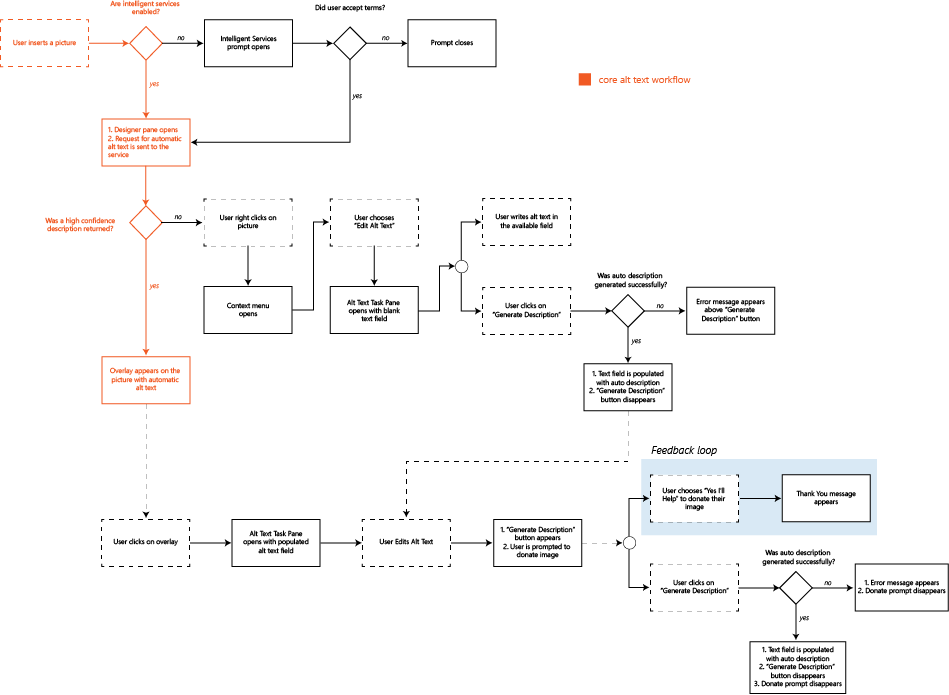 Are intelligent services
enabled?
Did user accept terms?
User inserts a picture
no
Intelligent Services
prompt opens
no
Prompt closes
core alt text workflow
yes
yes
1. Designer pane opens
2. Request for automatic
alt text is sent to the
service
Was a high confidence
description returned?
no
User right clicks on
picture
User chooses
"Edit Alt Text"
User writes alt text in
the available field
yes
Context menu
opens
Alt Text Task Pane
opens with blank
text field
User clicks on
"Generate Description"
Was auto description
generated successfully?
no
Error message appears
above "Generate
Description" button
yes
Overlay appears on the
picture with automatic
alt text
1. Text field is populated
with auto description
2. "Generate Description"
button disappears
Feedback loop
User chooses "Yes I'll
Help" to donate their
image
Thank You message
appears
User clicks on overlay
Alt Text Task Pane
opens with populated
alt text field
User Edits Alt Text
1. "Generate Description"
button appears
2. User is prompted to
donate image
User clicks on
"Generate Description"
Was auto description
generated successfully?
no
1. Error message appears
2. Donate prompt disappears
yes
1. Text field is populated
with auto description
2. "Generate Description"
button disappears
3. Donate prompt disappears